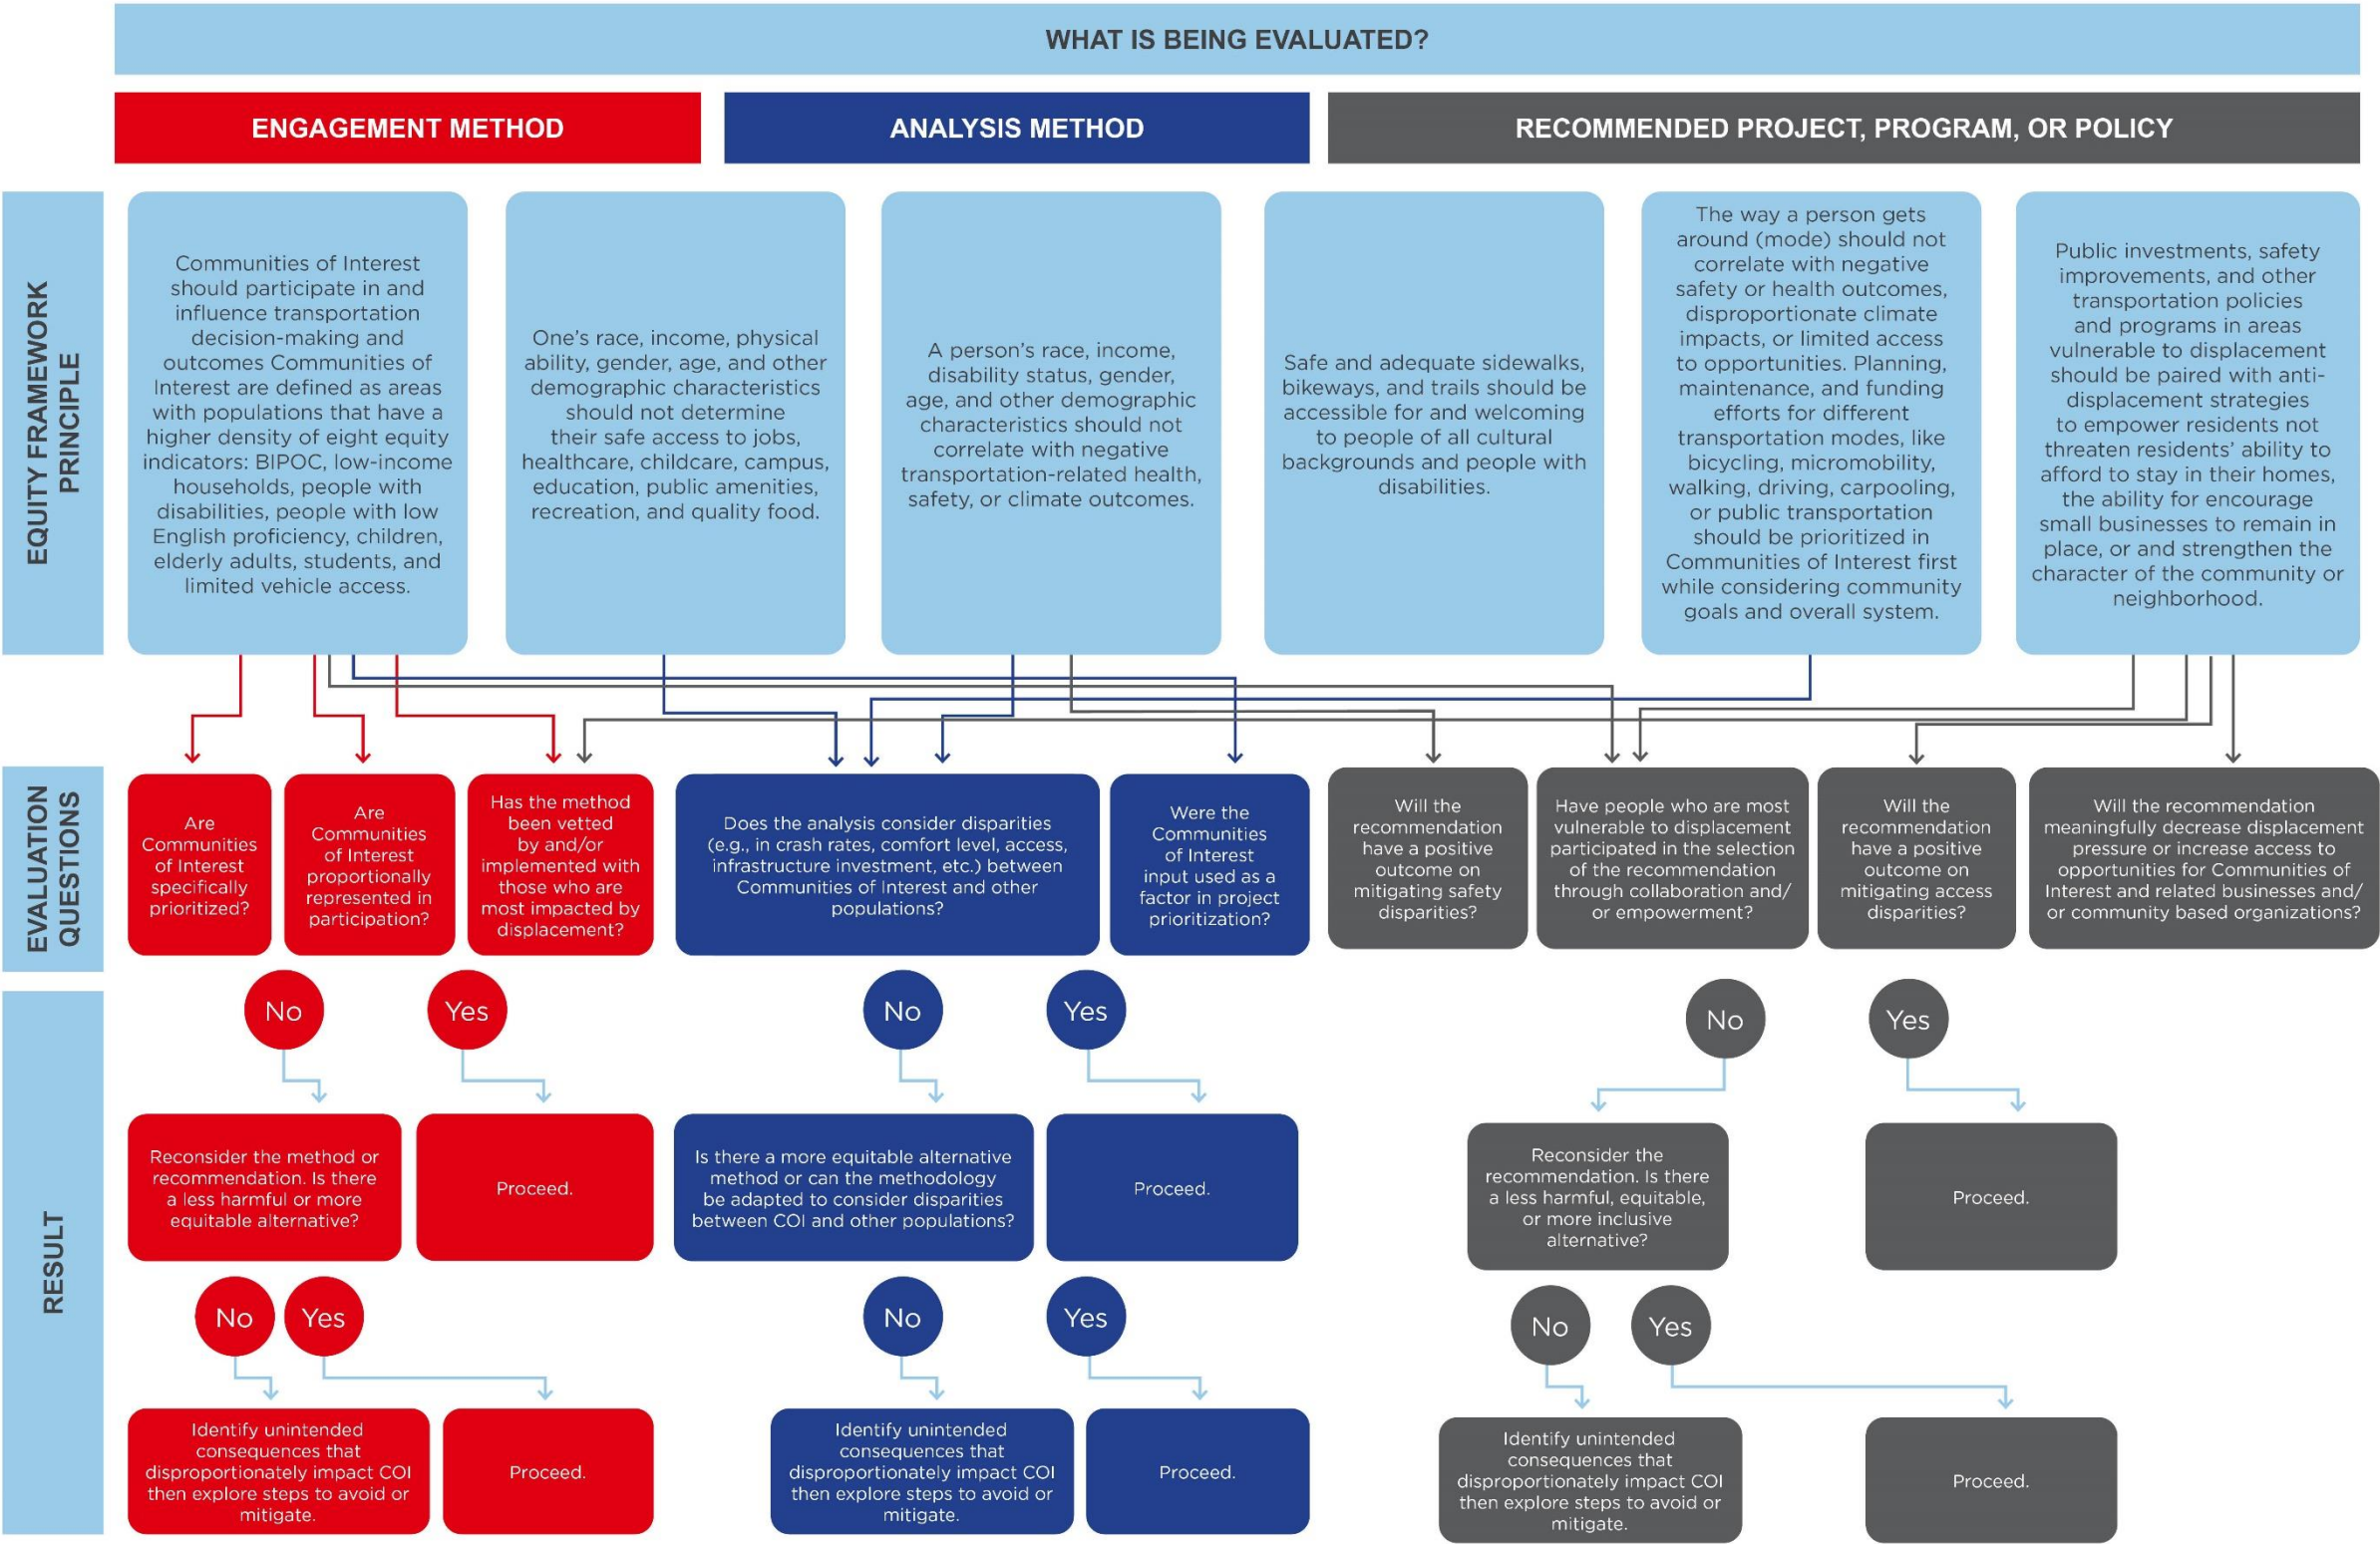 WHAT IS BEING EVALUATED?
ENGAGEMENT METHOD
ANALYSIS METHOD
RECOMMENDED PROJECT, PROGRAM, OR POLICY
EQUITY FRAMEWORK
PRINCIPLE
Communities of Interest
should participate in and
influence transportation
decision-making and
outcomes Communities of
Interest are defined as areas
with populations that have a
higher density of eight equity
indicators: BIPOC, low-income
households, people with
disabilities, people with low
English proficiency, children,
elderly adults, students, and
limited vehicle access.
One's race, income, physical
ability, gender, age, and other
demographic characteristics
should not determine
their safe access to jobs,
healthcare, childcare, campus,
education, public amenities,
recreation, and quality food.
A person's race, income,
disability status, gender,
age, and other demographic
characteristics should not
correlate with negative
transportation-related health,
safety, or climate outcomes.
Safe and adequate sidewalks,
bikeways, and trails should be
accessible for and welcoming
to people of all cultural
backgrounds and people with
disabilities.
The way a person gets
around (mode) should not
correlate with negative
safety or health outcomes,
disproportionate climate
impacts, or limited access
to opportunities. Planning,
maintenance, and funding
efforts for different
transportation modes, like
bicycling, micromobility,
walking, driving, carpooling,
or public transportation
should be prioritized in
Communities of Interest first
while considering community
goals and overall system.
Public investments, safety
improvements, and other
transportation policies
and programs in areas
vulnerable to displacement
should be paired with anti-
displacement strategies
to empower residents not
threaten residents' ability to
afford to stay in their homes,
the ability for encourage
small businesses to remain in
place, or and strengthen the
character of the community or
neighborhood.
EVALUATION
QUESTIONS
Are
Communities
of Interest
specifically
prioritized?
Are
Communities
of Interest
proportionally
represented in
participation?
Has the method
been vetted
by and/or
implemented with
those who are
most impacted by
displacement?
Does the analysis consider disparities
(e.g., in crash rates, comfort level, access,
infrastructure investment, etc.) between
Communities of Interest and other
populations?
Were the
Communities
of Interest
input used as a
factor in project
prioritization?
Will the
recommendation
have a positive
outcome on
mitigating safety
disparities?
Have people who are most
vulnerable to displacement
participated in the selection
of the recommendation
through collaboration and/
or empowerment?
Will the
recommendation
have a positive
outcome on
mitigating access
disparities?
Will the recommendation
meaningfully decrease displacement
pressure or increase access to
opportunities for Communities of
Interest and related businesses and/
or community based organizations?
RESULT
No
Yes
No
Yes
No
Yes
Reconsider the method or
recommendation. Is there
a less harmful or more
equitable alternative?
Proceed.
Is there a more equitable alternative
method or can the methodology
be adapted to consider disparities
between COI and other populations?
Proceed.
Reconsider the
recommendation. Is there
a less harmful, equitable,
or more inclusive
alternative?
Proceed.
No
Yes
No
Yes
No
Yes
Identify unintended
consequences that
disproportionately impact COI
then explore steps to avoid or
mitigate.
Proceed.
Identify unintended
consequences that
disproportionately impact COI
then explore steps to avoid or
mitigate.
Proceed.
Identify unintended
consequences that
disproportionately impact COI
then explore steps to avoid or
mitigate.
Proceed.